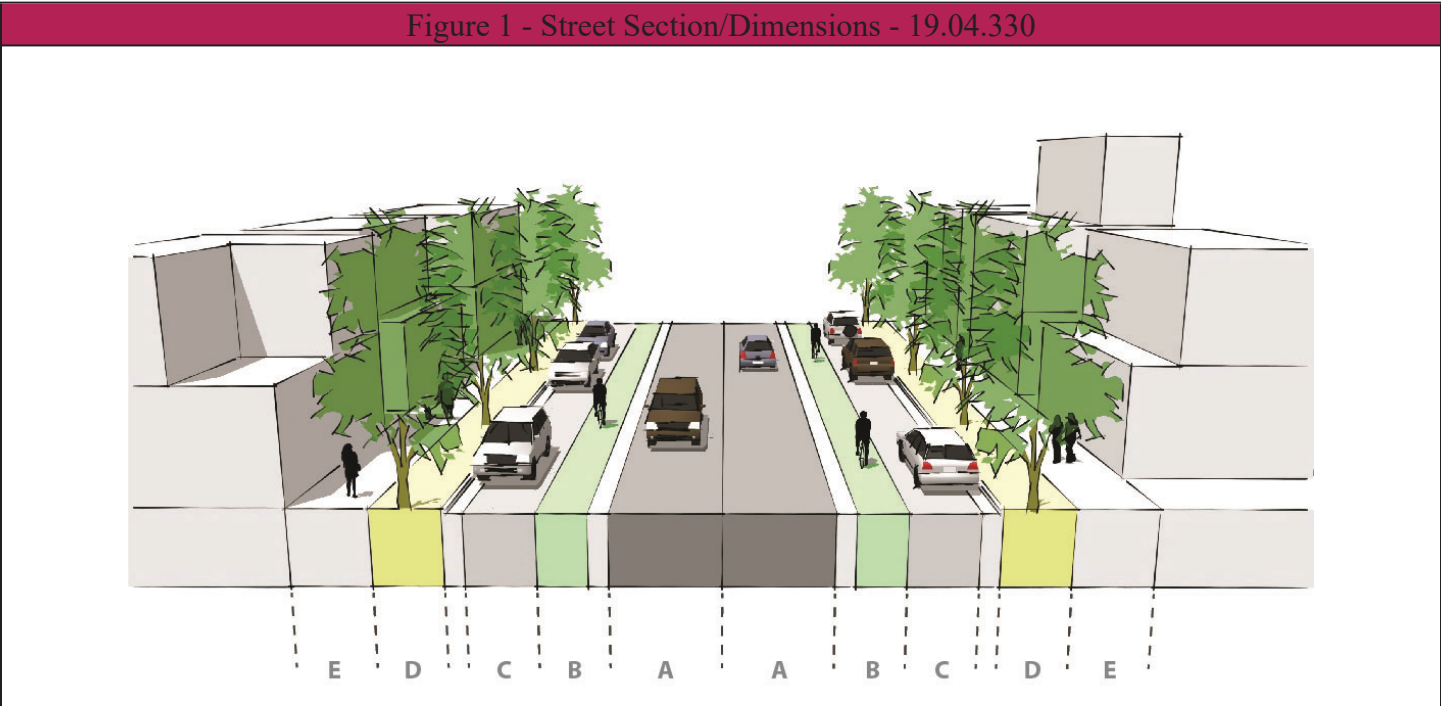 Figure 1 - Street Section/Dimensions - 19.04.330
E D C B A A B C D E